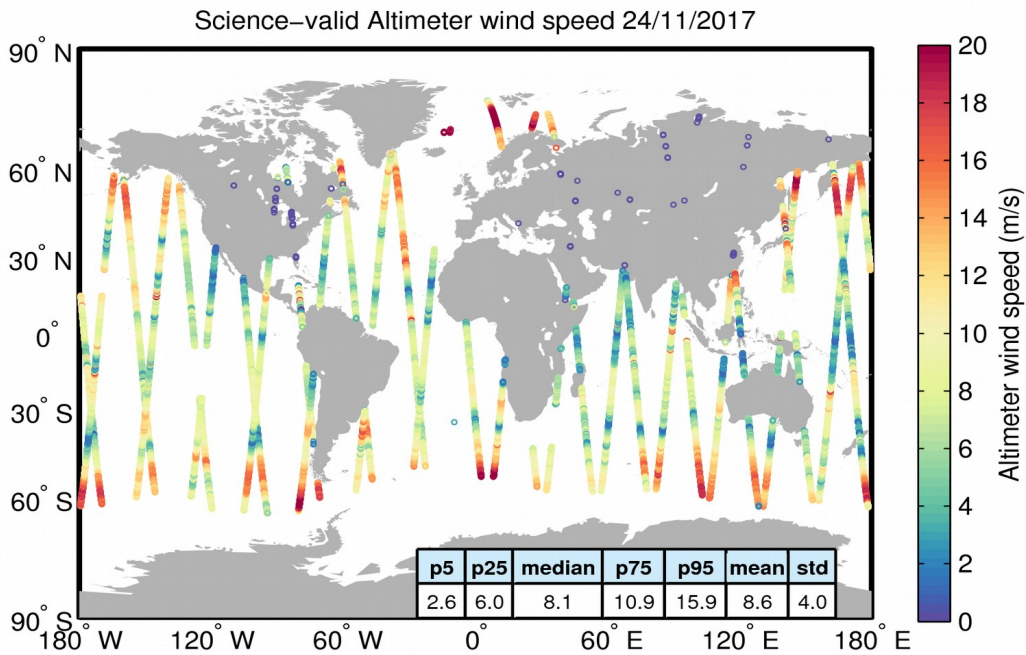 Science−valid Altimeter wind speed 24/11/2017
90° N
60° N
30° N
0°
30° S
60° S
90° S
180° W
120° W
60° W
0°
60° E
120° E
180° E
p5 p25 median p75 p95 mean std
2.6 6.0 8.1 10.9 15.9 8.6 4.0
20
18
16
14
12
10
8
6
4
2
0
Altimeter wind speed (m/s)